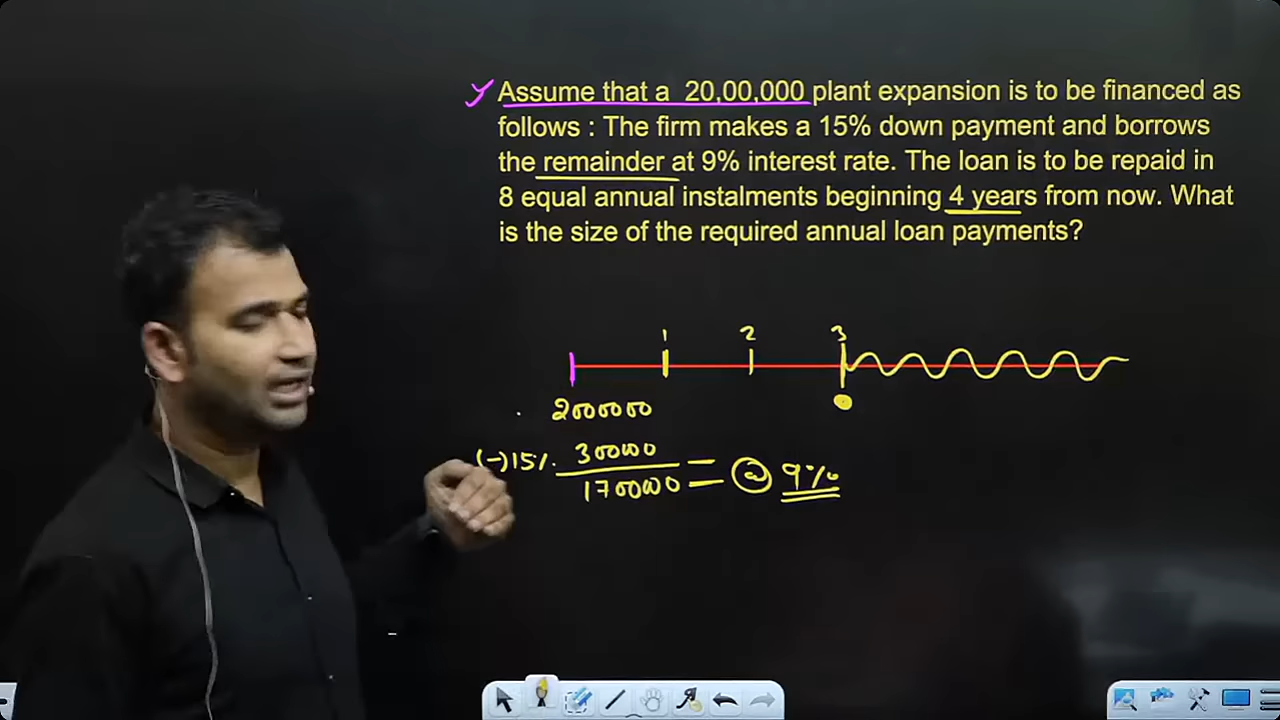 Assume that a 20,00,000 plant expansion is to be financed as
follows : The firm makes a 15% down payment and borrows
the remainder at 9% interest rate. The loan is to be repaid in
8 equal annual instalments beginning 4 years from now. What
is the size of the required annual loan payments?
1 2 3
2000000
(-) 15%. 300000
1700000 = @ 9%